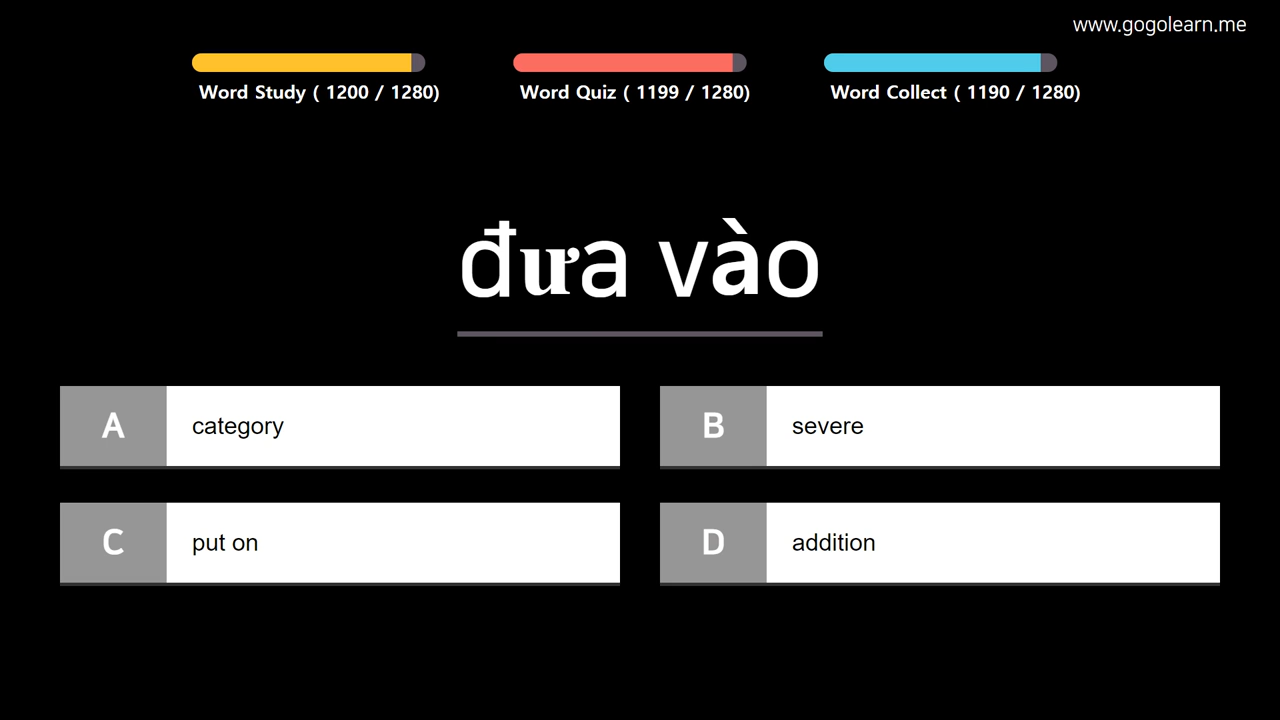 www.gogolearn.me
Word Study ( 1200 / 1280)
Word Quiz ( 1199 / 1280)
Word Collect ( 1190 / 1280)
đưa vào
A category
B severe
C put on
D addition